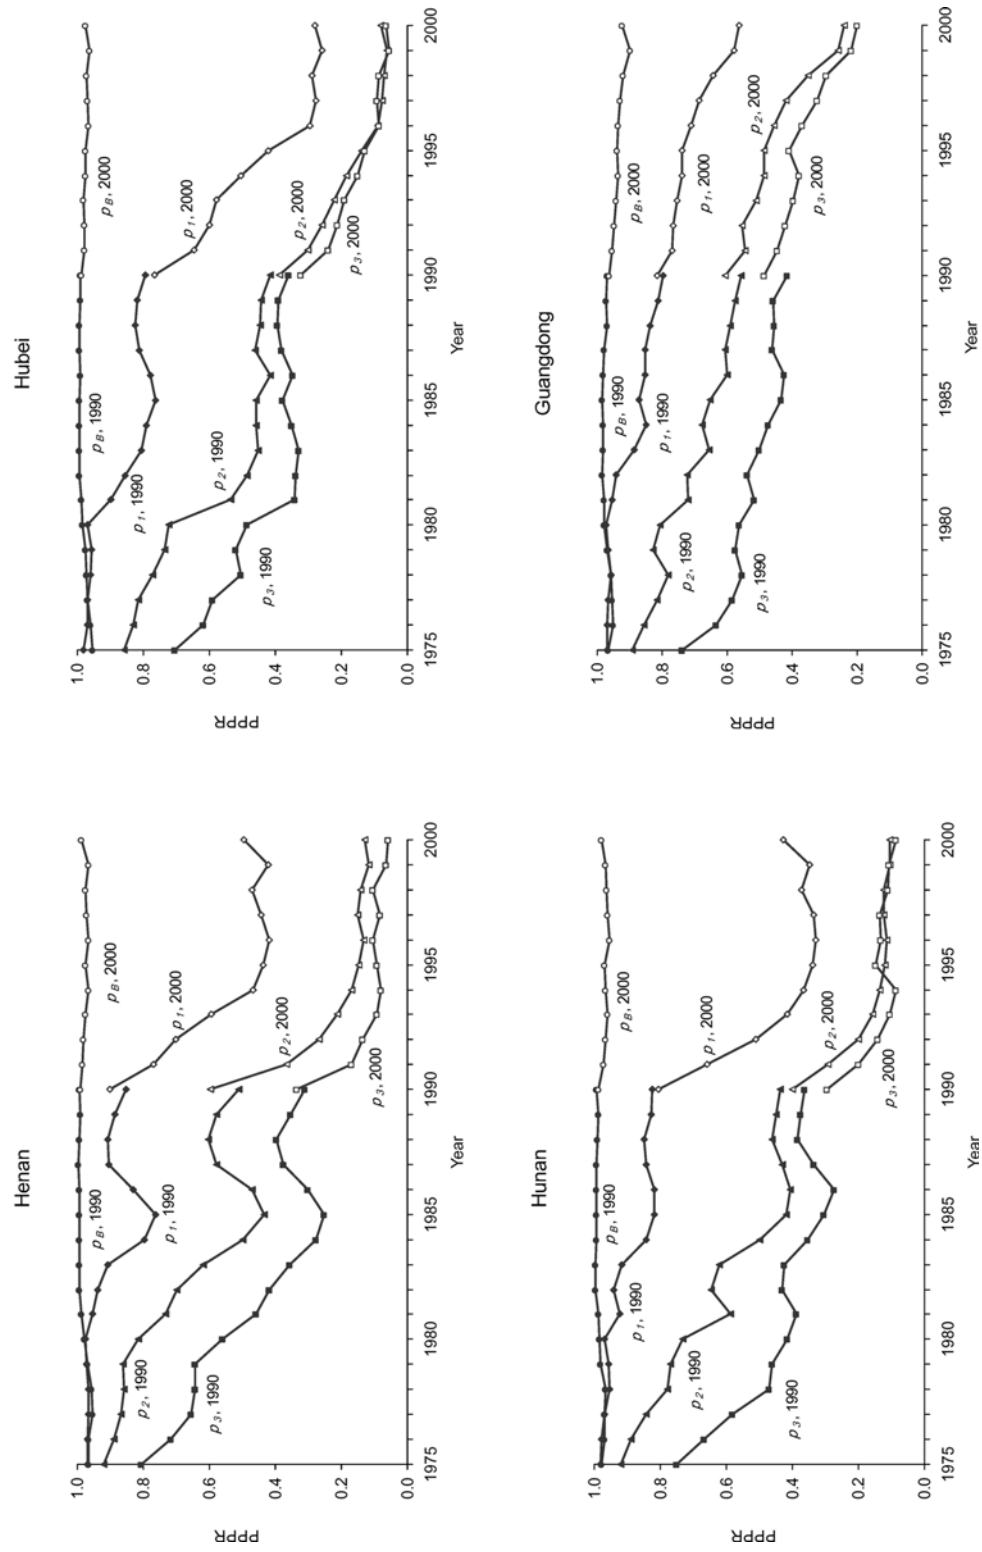 Henan
PPPR
1.0
0.8
0.6
0.4
0.2
0.0
p_B, 1990
p_B, 2000
p_1, 1990
p_1, 2000
p_2, 1990
p_2, 2000
p_3, 1990
p_3, 2000
1975 1980 1985 1990 1995 2000
Year
Hubei
PPPR
1.0
0.8
0.6
0.4
0.2
0.0
p_B, 1990
p_B, 2000
p_1, 1990
p_1, 2000
p_2, 1990
p_2, 2000
p_3, 1990
p_3, 2000
1975 1980 1985 1990 1995 2000
Year
Hunan
PPPR
1.0
0.8
0.6
0.4
0.2
0.0
p_B, 1990
p_B, 2000
p_1, 1990
p_1, 2000
p_2, 1990
p_2, 2000
p_3, 1990
p_3, 2000
1975 1980 1985 1990 1995 2000
Year
Guangdong
PPPR
1.0
0.8
0.6
0.4
0.2
0.0
p_B, 1990
p_B, 2000
p_1, 1990
p_1, 2000
p_2, 1990
p_2, 2000
p_3, 1990
p_3, 2000
1975 1980 1985 1990 1995 2000
Year